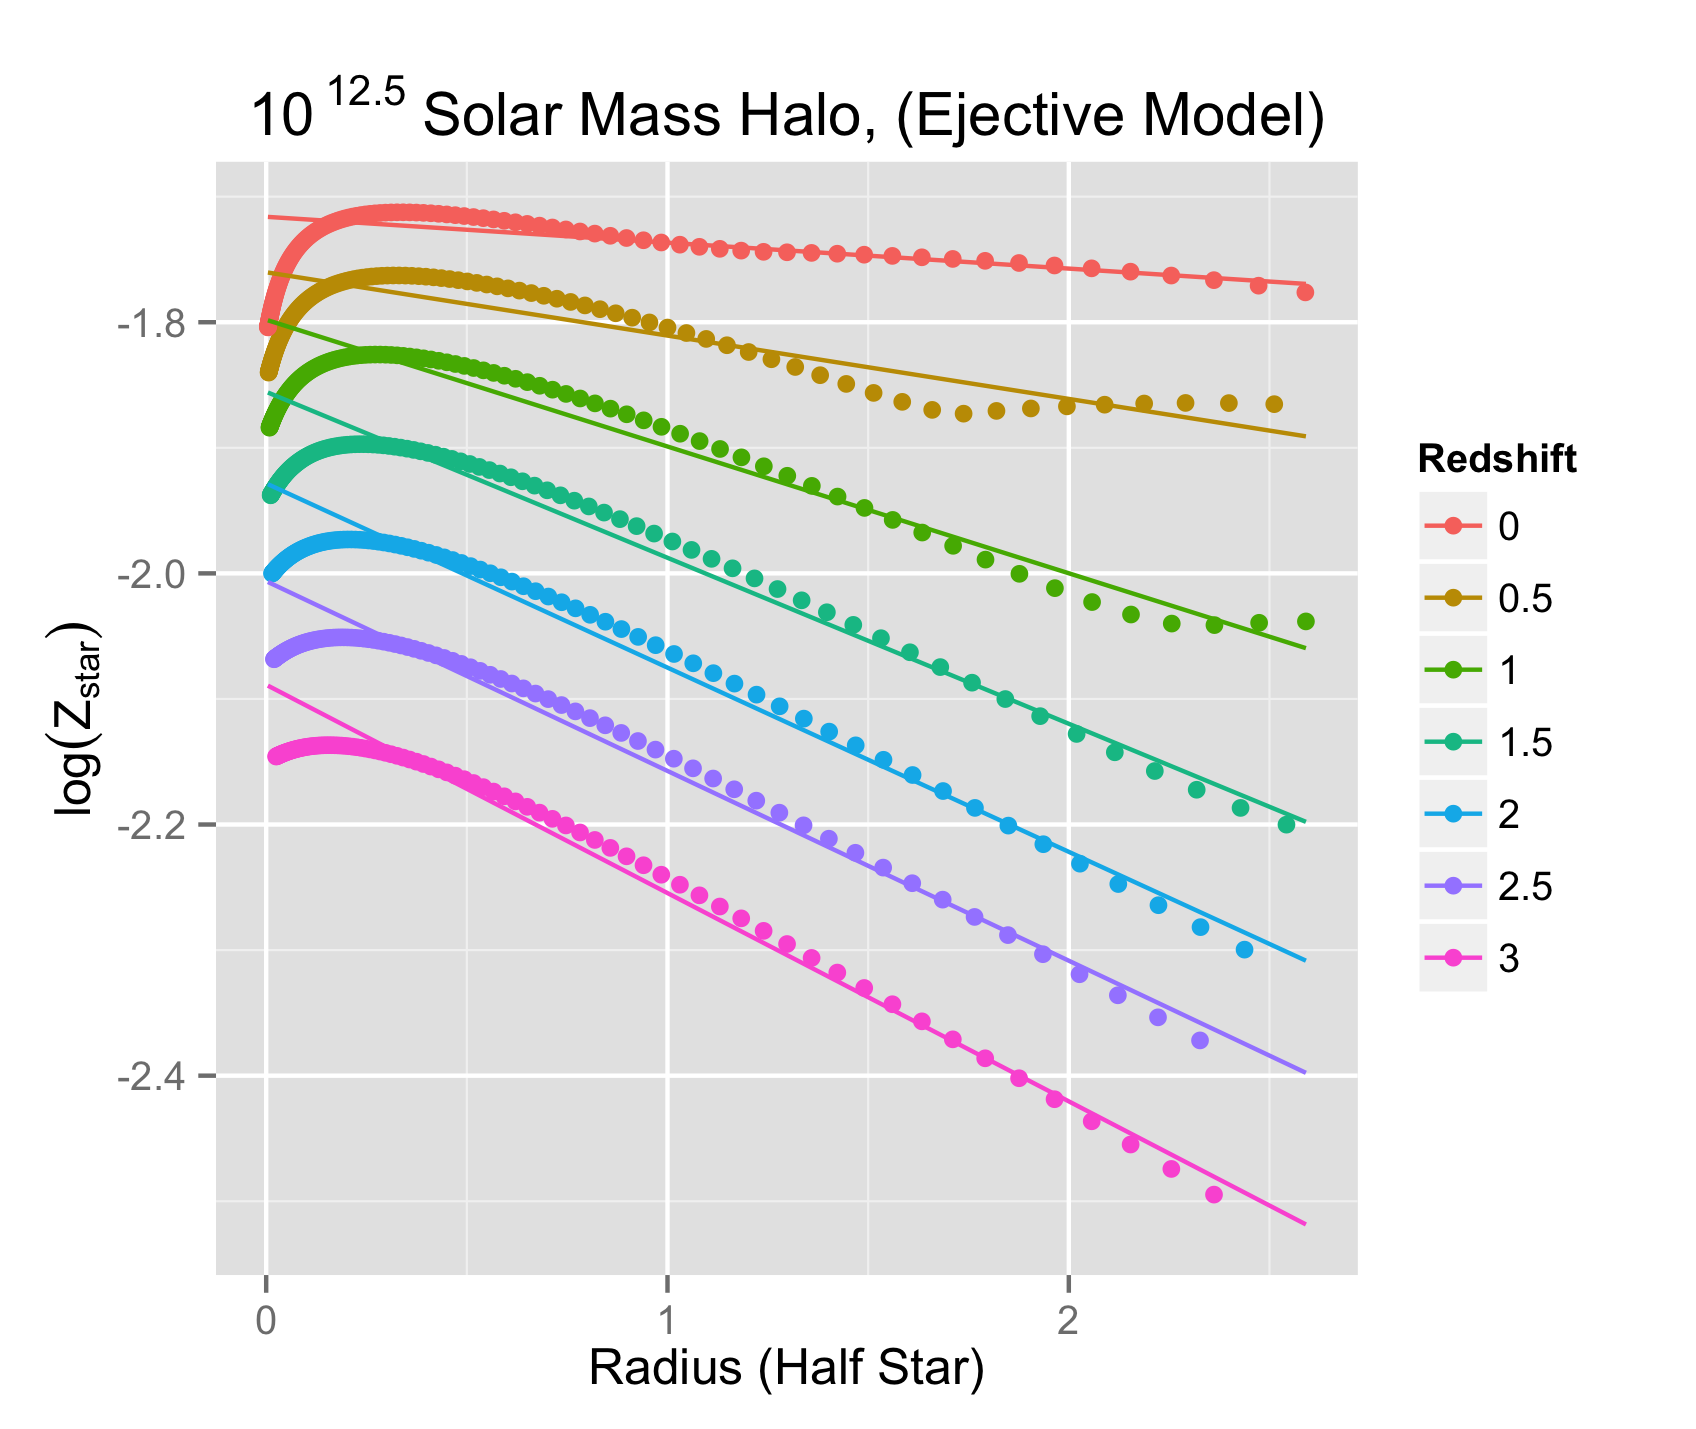 10 12.5 Solar Mass Halo, (Ejective Model)
log(Zstar)
-1.8
-2.0
-2.2
-2.4
0 1 2
Radius (Half Star)
Redshift
0
0.5
1
1.5
2
2.5
3